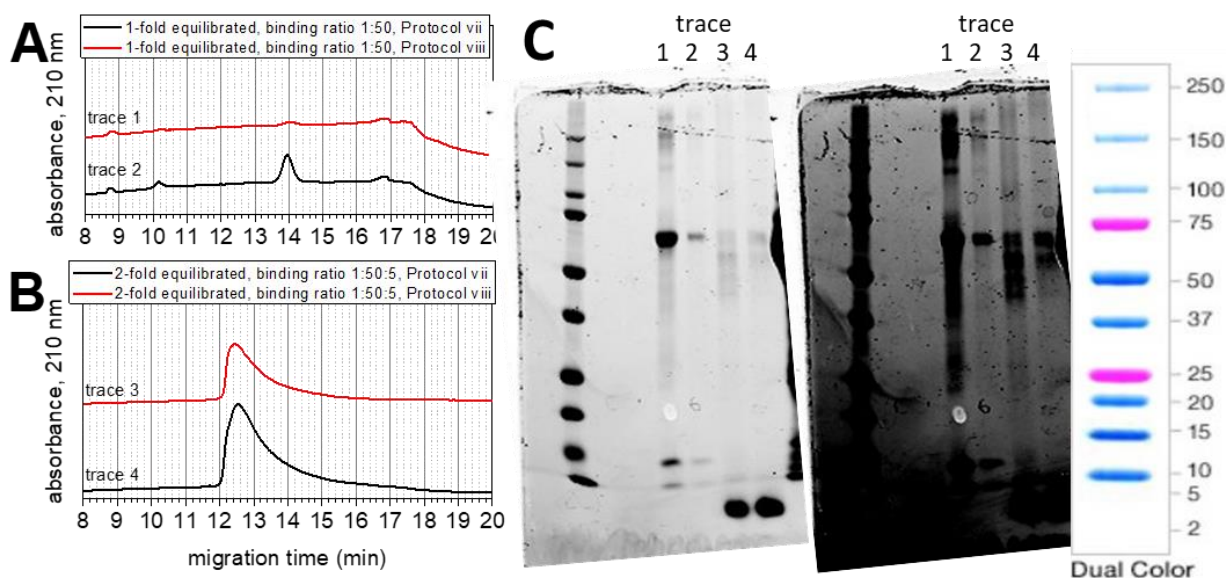 A
1-fold equilibrated, binding ratio 1:50, Protocol vii
1-fold equilibrated, binding ratio 1:50, Protocol viii
absorbance, 210 nm
trace 1
trace 2
8 9 10 11 12 13 14 15 16 17 18 19 20
B
2-fold equilibrated, binding ratio 1:50:5, Protocol vii
2-fold equilibrated, binding ratio 1:50:5, Protocol viii
absorbance, 210 nm
trace 3
trace 4
8 9 10 11 12 13 14 15 16 17 18 19 20
migration time (min)
C
trace
1 2 3 4
6
trace
1 2 3 4
6
250
150
100
75
50
37
25
20
15
10
5
2
Dual Color